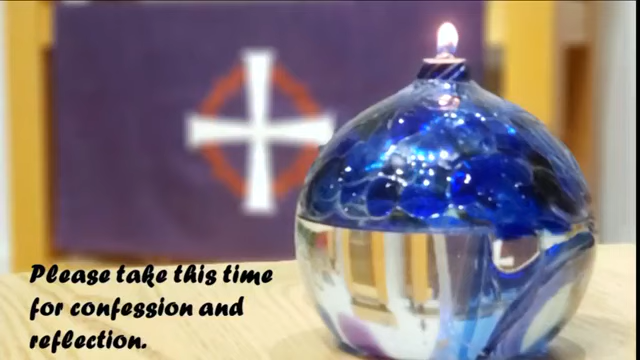 Please take this time
for confession and
reflection.